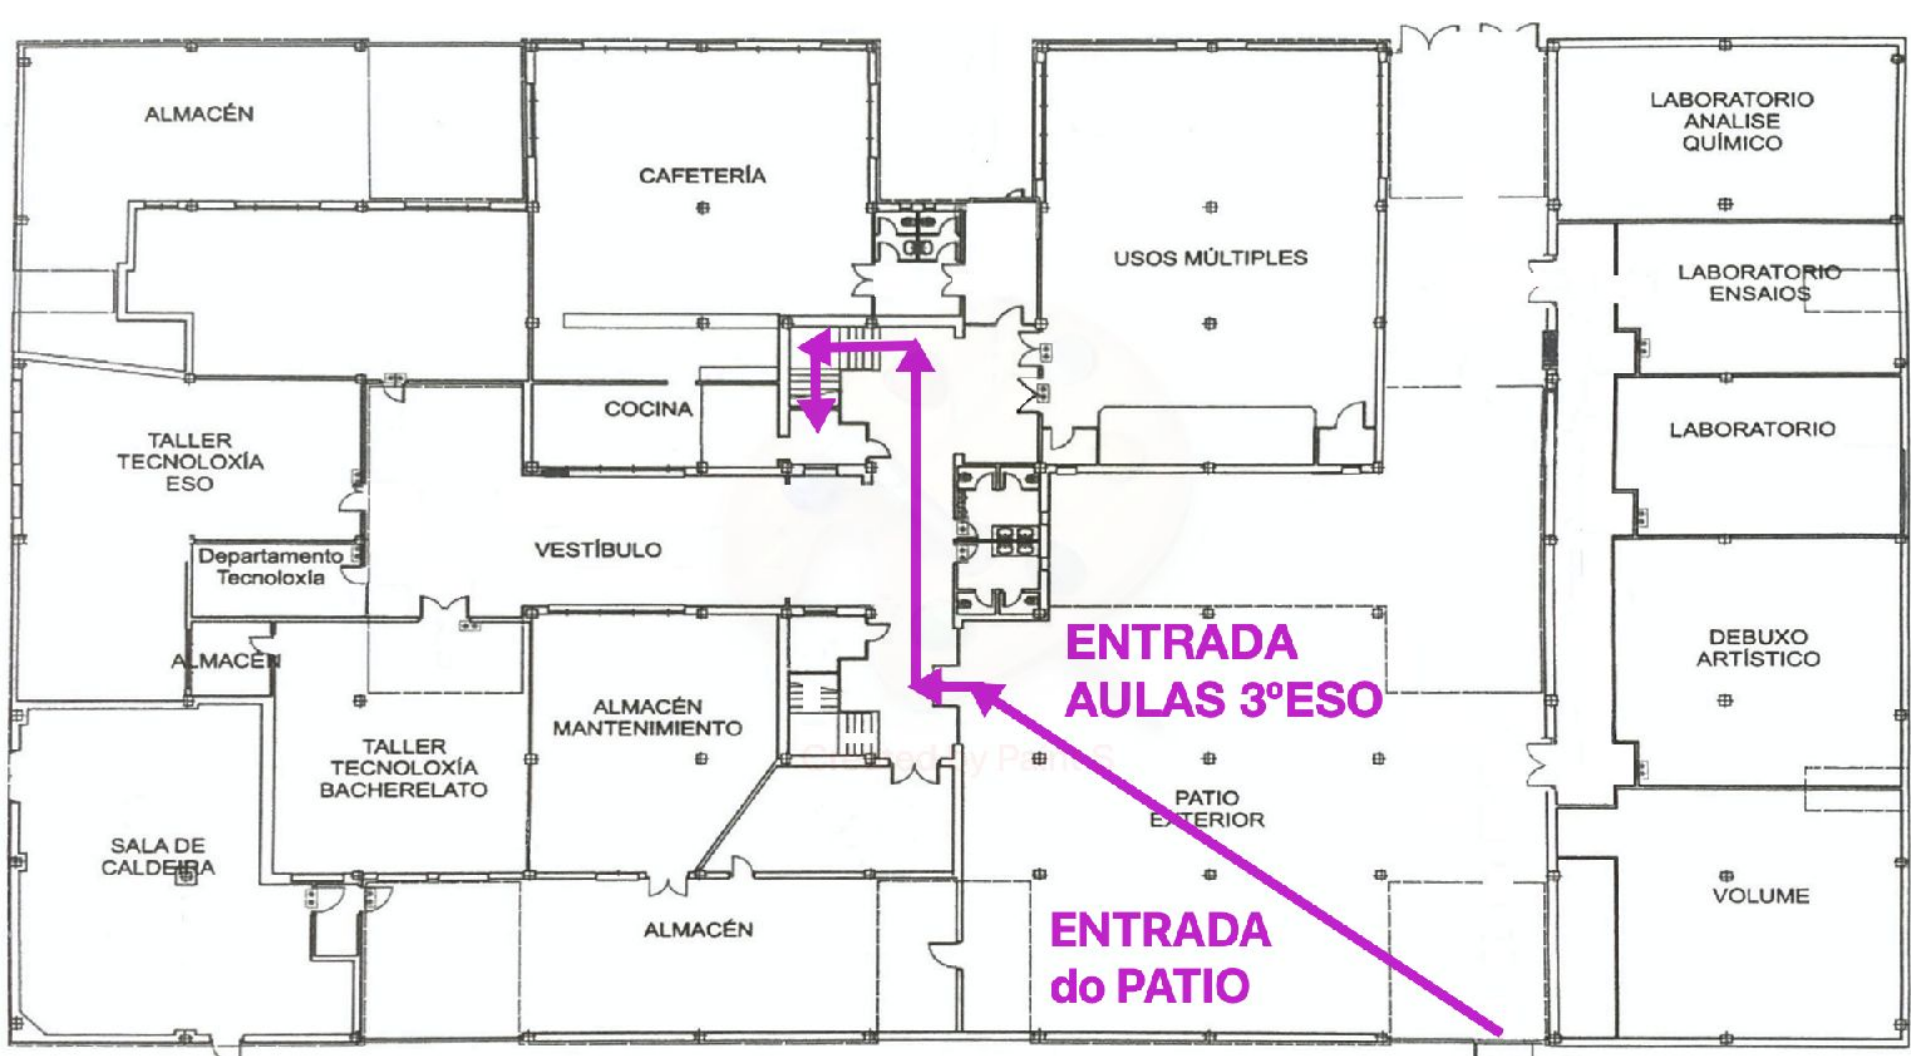 ALMACÉN
CAFETERÍA
USOS MÚLTIPLES
LABORATORIO
ANALISE
QUÍMICO
LABORATORIO
ENSAIOS
COCINA
LABORATORIO
TALLER
TECNOLOXÍA
ESO
VESTÍBULO
Departamento
Tecnoloxía
ENTRADA
AULAS 3ºESO
DEBUXO
ARTÍSTICO
ALMACÉN
ALMACÉN
MANTENIMIENTO
TALLER
TECNOLOXÍA
BACHERELATO
PATIO
EXTERIOR
SALA DE
CALDEIRA
VOLUME
ALMACÉN
ENTRADA
do PATIO